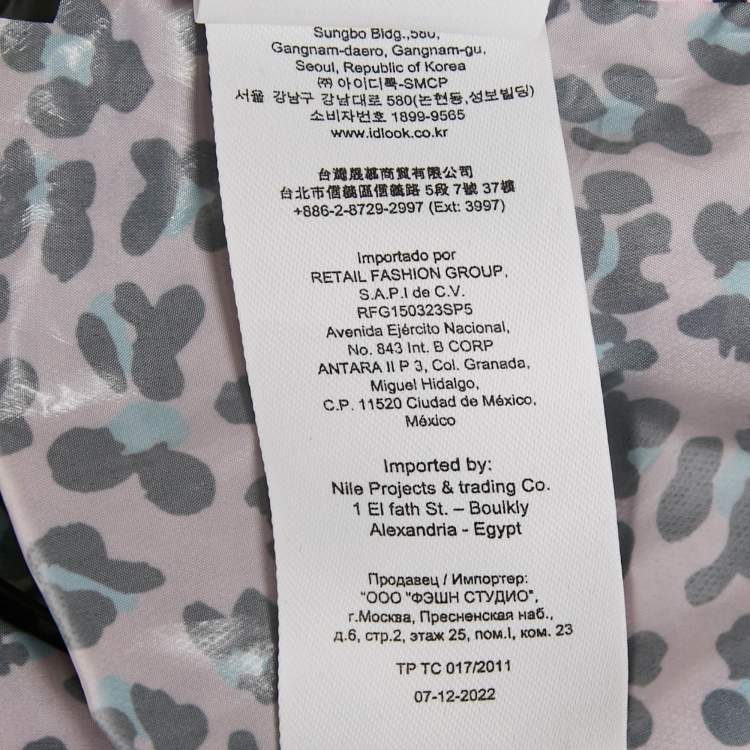 Sungbo Bldg.,580,
Gangnam-daero, Gangnam-gu,
Seoul, Republic of Korea
㈜ 아이디룩-SMCP
서울 강남구 강남대로 580(논현동,성보빌딩)
소비자번호 1899-9565
www.idlook.co.kr
台灣晟慕商貿有限公司
台北市信義區信義路 5段 7號 37樓
+886-2-8729-2997 (Ext: 3997)
Importado por
RETAIL FASHION GROUP,
S.A.P.I de C.V.
RFG150323SP5
Avenida Ejército Nacional,
No. 843 Int. B CORP
ANTARA II P 3, Col. Granada,
Miguel Hidalgo,
C.P. 11520 Ciudad de México,
México
Imported by:
Nile Projects & trading Co.
1 El fath St. – Boulkly
Alexandria - Egypt
Продавец / Импортер:
"ООО "ФЭШН СТУДИО",
г.Москва, Пресненская наб.,
д.6, стр.2, этаж 25, пом.I, ком. 23
ТР ТС 017/2011
07-12-2022